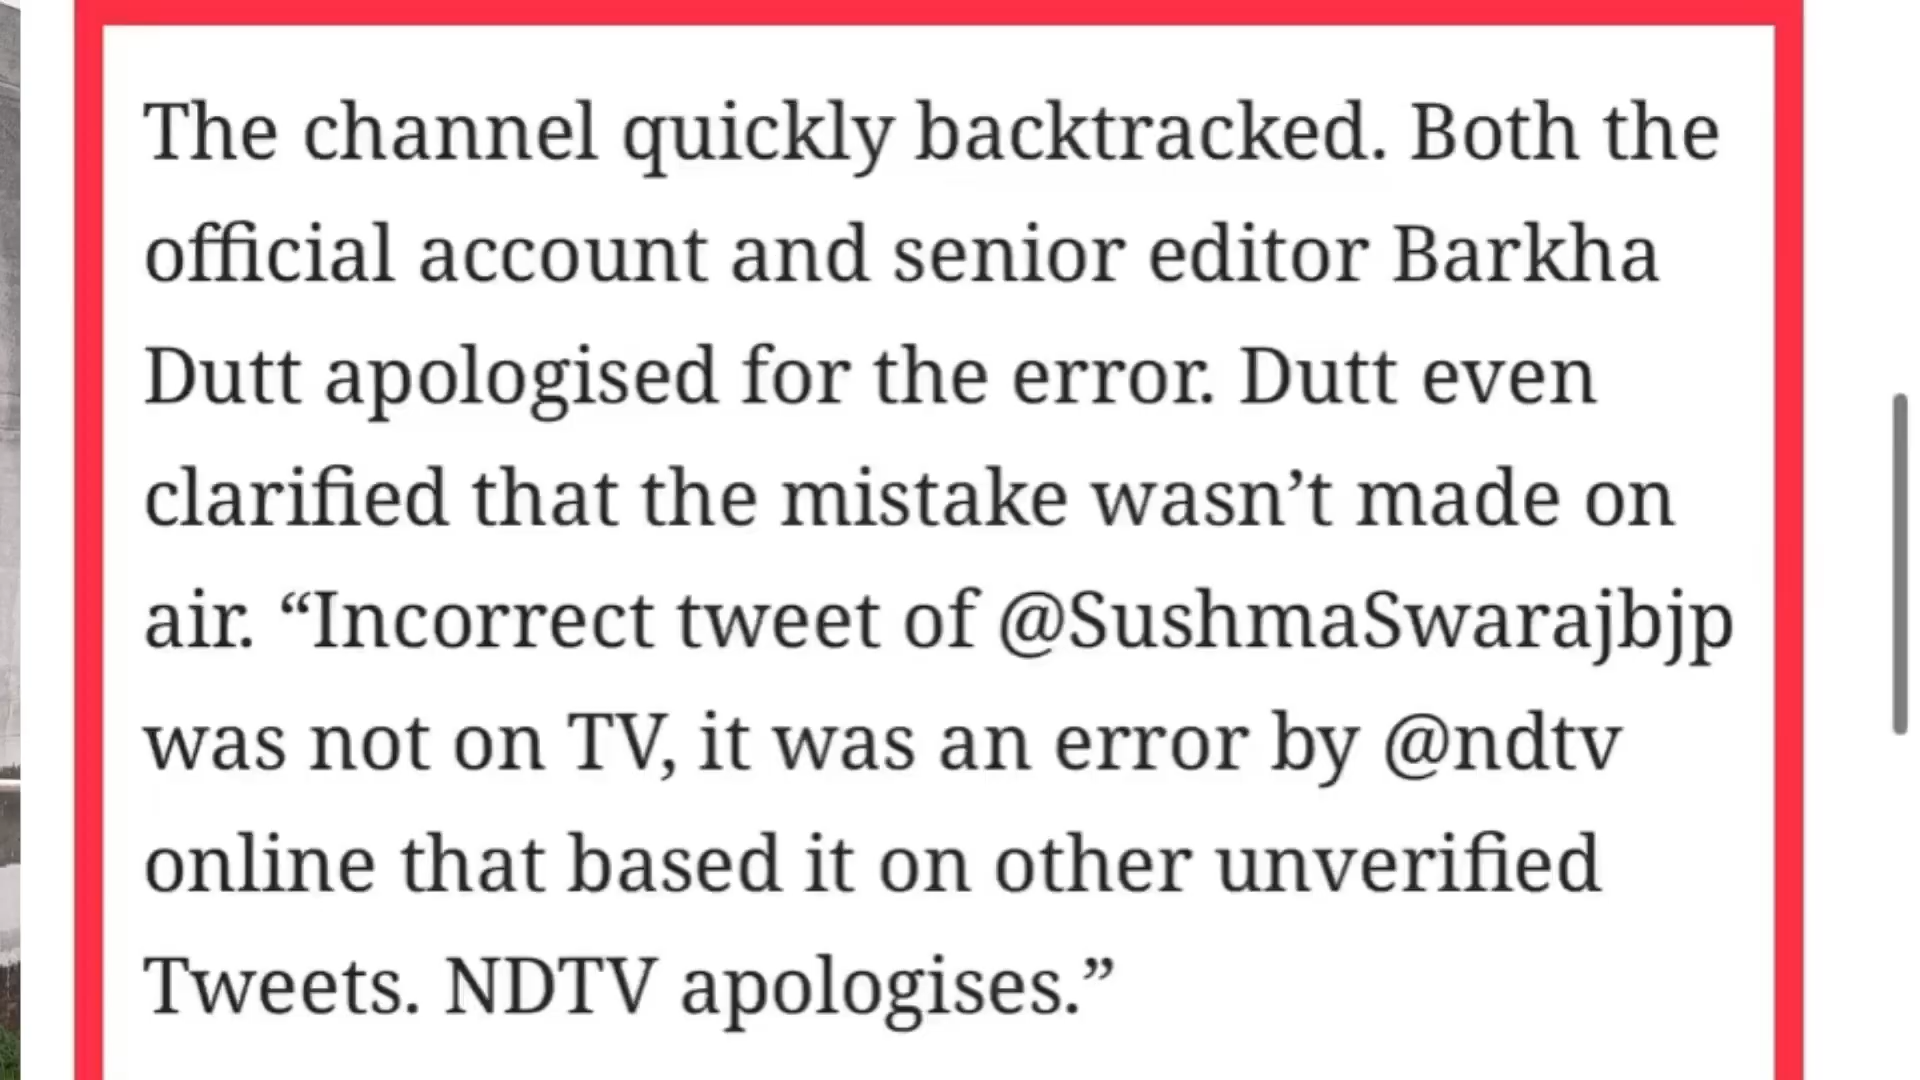 The channel quickly backtracked. Both the
official account and senior editor Barkha
Dutt apologised for the error. Dutt even
clarified that the mistake wasn’t made on
air. “Incorrect tweet of @SushmaSwarajbjp
was not on TV, it was an error by @ndtv
online that based it on other unverified
Tweets. NDTV apologises.”